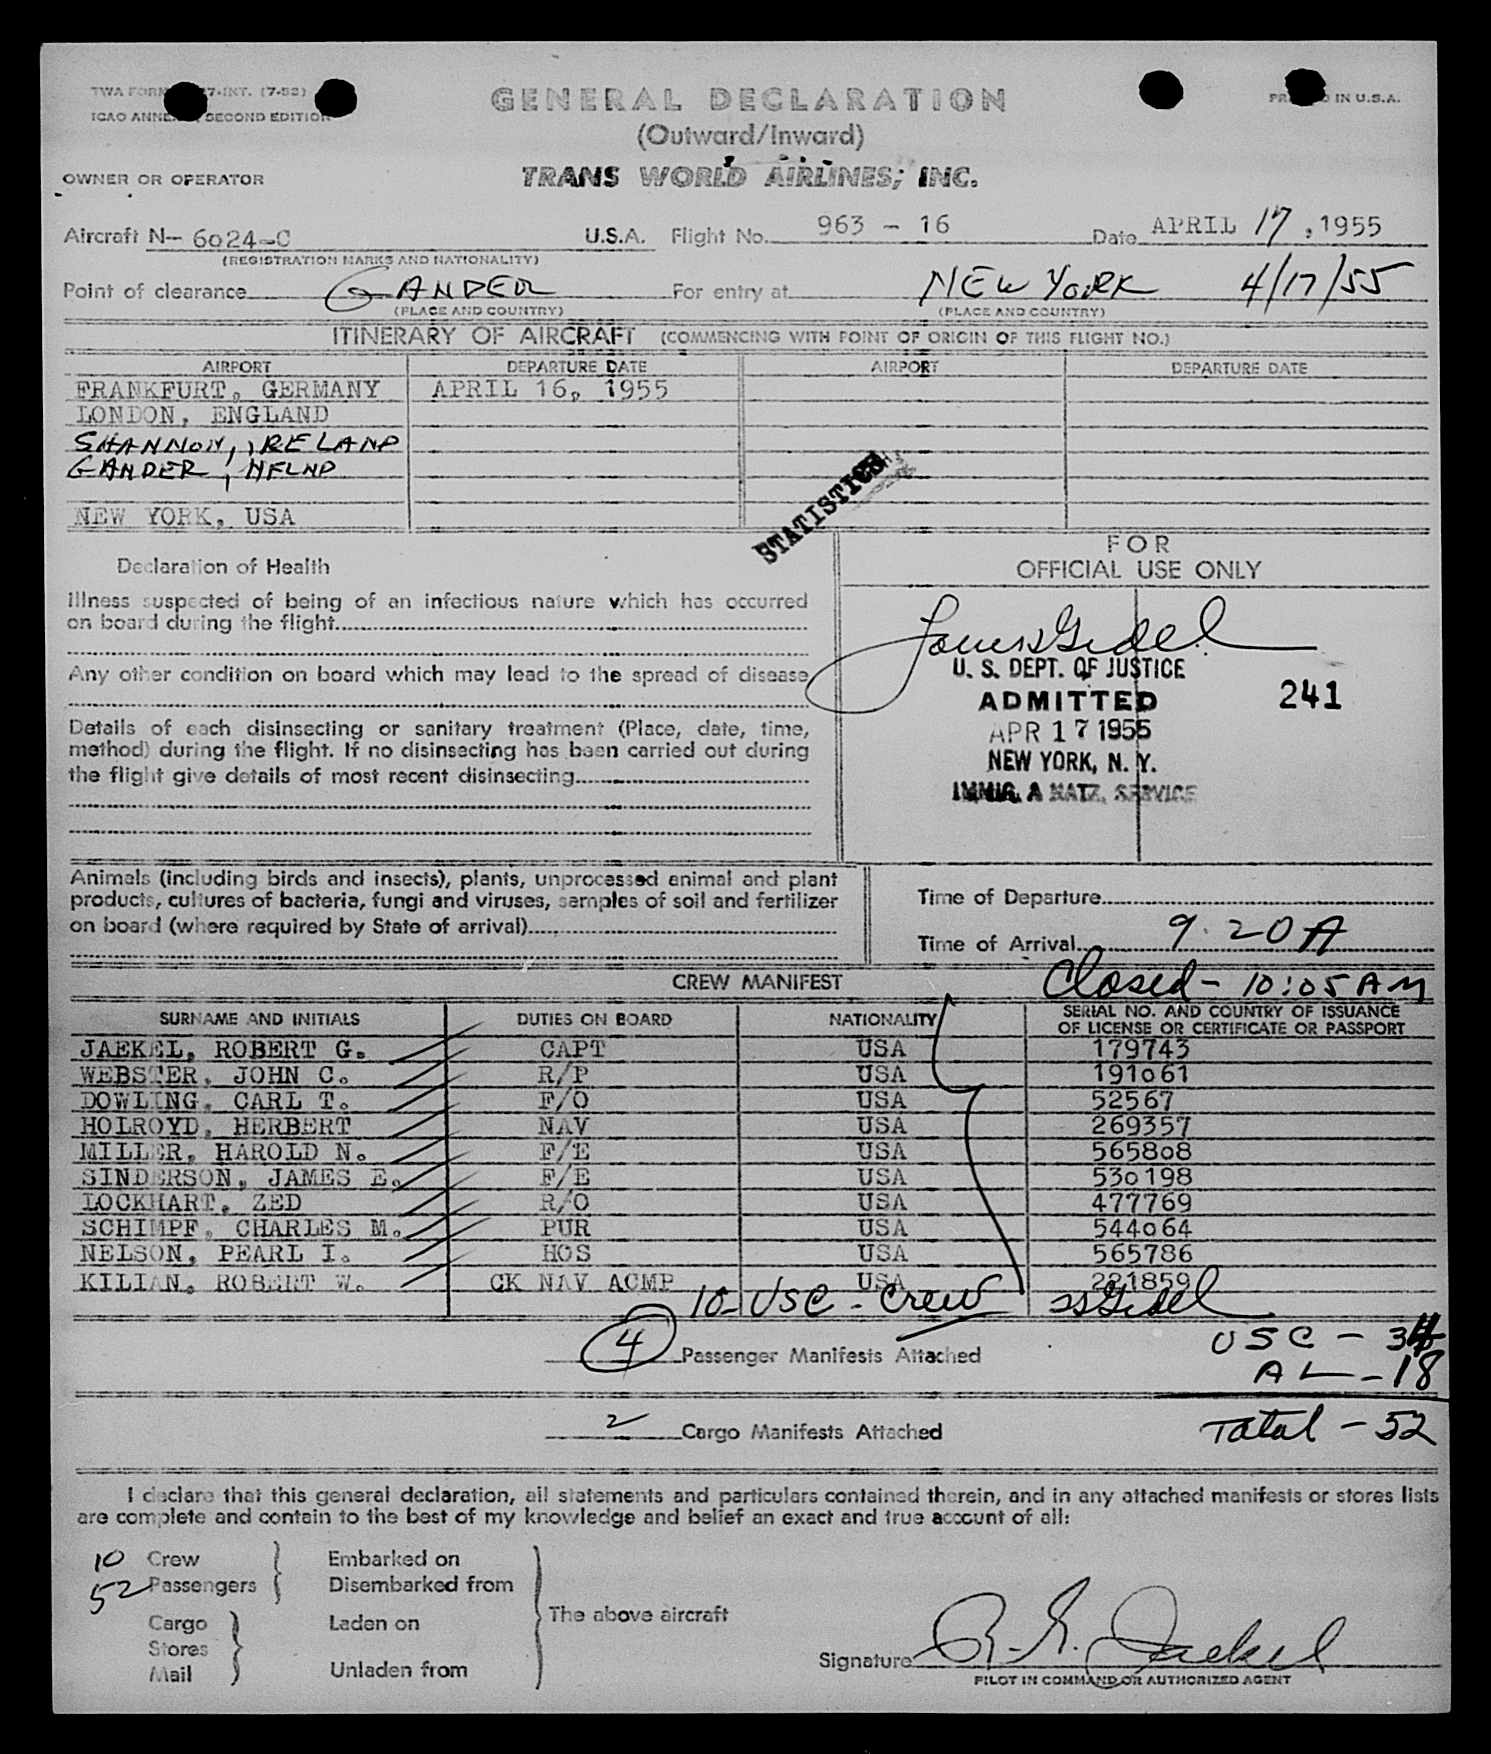 TWA FORM 7-INT. (7-52)
ICAO ANNEX SECOND EDITION
PRINTED IN U.S.A.
GENERAL DECLARATION
(Outward/Inward)
OWNER OR OPERATOR
TRANS WORLD AIRLINES, INC.
Aircraft N- 6024-C U.S.A. Flight No. 963 - 16 Date APRIL 17, 1955
(REGISTRATION MARKS AND NATIONALITY)
Point of clearance GANDER For entry at NEW YORK 4/17/55
(PLACE AND COUNTRY) (PLACE AND COUNTRY)
ITINERARY OF AIRCRAFT (COMMENCING WITH POINT OF ORIGIN OF THIS FLIGHT NO.)
AIRPORT DEPARTURE DATE AIRPORT DEPARTURE DATE
FRANKFURT, GERMANY APRIL 16, 1955
LONDON, ENGLAND
SHANNON, IRELAND
GANDER, NFLND
NEW YORK, USA
STATISTICS
Declaration of Health
Illness suspected of being of an infectious nature which has occurred
on board during the flight
Any other condition on board which may lead to the spread of disease
Details of each disinsecting or sanitary treatment (Place, date, time,
method) during the flight. If no disinsecting has been carried out during
the flight give details of most recent disinsecting
FOR
OFFICIAL USE ONLY
U. S. DEPT. OF JUSTICE
ADMITTED 241
APR 17 1955
NEW YORK, N. Y.
IMMIG. & NATZ. SERVICE
Animals (including birds and insects), plants, unprocessed animal and plant
products, cultures of bacteria, fungi and viruses, samples of soil and fertilizer
on board (where required by State of arrival)
Time of Departure
Time of Arrival 9.20 A
Closed - 10:05 AM
CREW MANIFEST
SURNAME AND INITIALS DUTIES ON BOARD NATIONALITY SERIAL NO. AND COUNTRY OF ISSUANCE
OF LICENSE OR CERTIFICATE OR PASSPORT
JAEKEL, ROBERT G. CAPT USA 179743
WEBSTER, JOHN C. R/P USA 191061
DOWLING, CARL T. F/O USA 52567
HOLROYD, HERBERT NAV USA 269357
MILLER, HAROLD N. F/E USA 565808
SINDERSON, JAMES E. F/E USA 530198
LOCKHART, ZED R/O USA 477769
SCHIMPF, CHARLES M. PUR USA 544064
NELSON, PEARL I. HOS USA 565786
KILIAN, ROBERT W. CK NAV ACMP USA 221859
10 - USC - Crew
4 Passenger Manifests Attached
USC - 34
AL - 18
2 Cargo Manifests Attached
Total - 52
I declare that this general declaration, all statements and particulars contained therein, and in any attached manifests or stores lists
are complete and contain to the best of my knowledge and belief an exact and true account of all:
10 Crew Embarked on
52 Passengers Disembarked from
Cargo Laden on The above aircraft
Stores
Mail Unladen from
Signature R. G. Jaekel
PILOT IN COMMAND OR AUTHORIZED AGENT